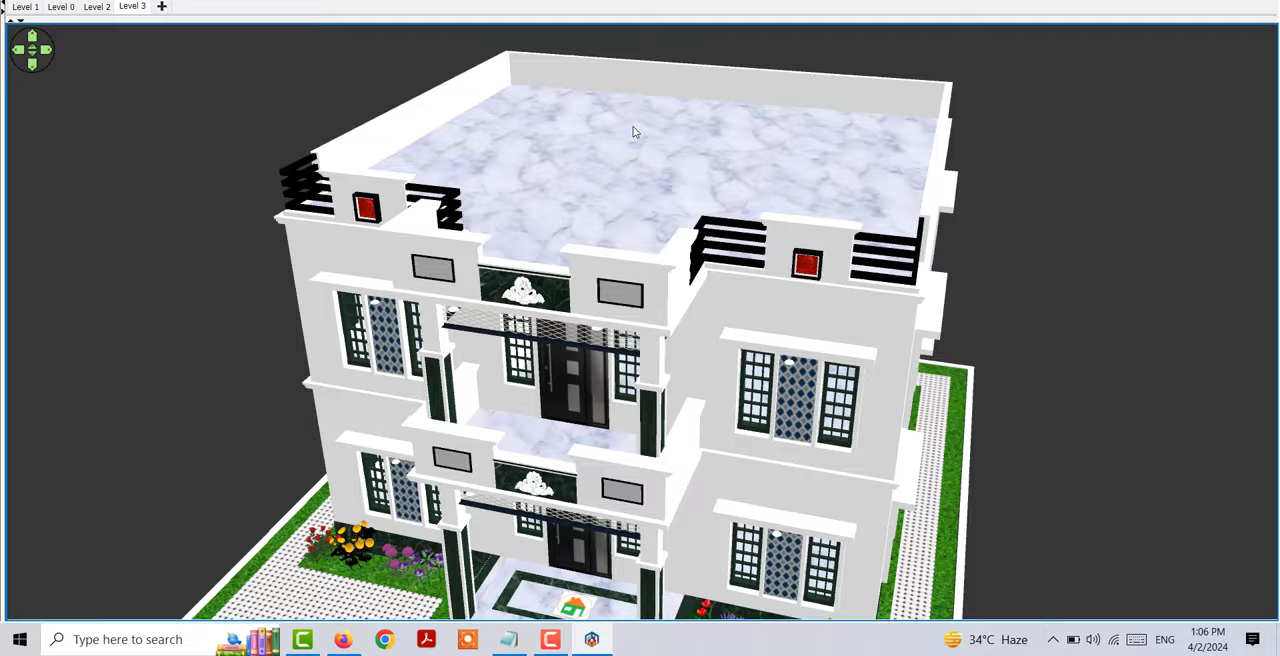 Level 1 Level 0 Level 2 Level 3
Type here to search
34°C Haze
ENG
1:06 PM
4/2/2024